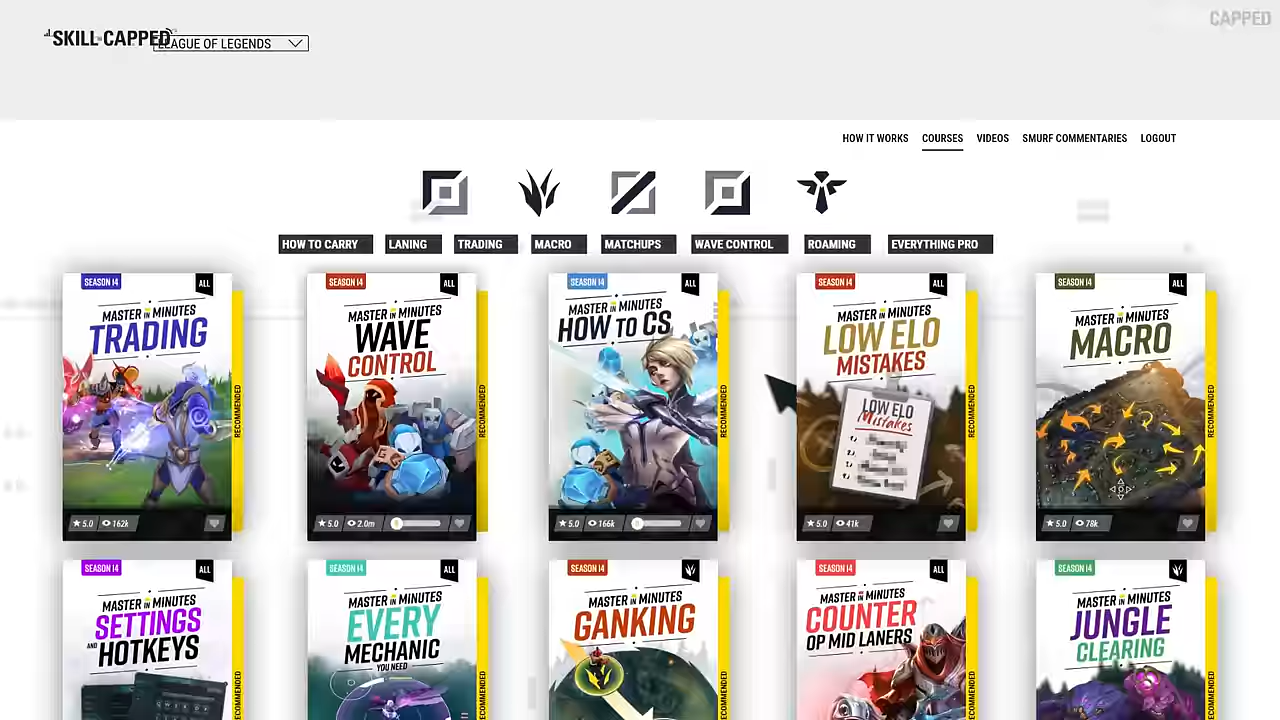 CAPPED
SKILL CAPPED
LEAGUE OF LEGENDS
HOW IT WORKS COURSES VIDEOS SMURF COMMENTARIES LOGOUT
HOW TO CARRY LANING TRADING MACRO MATCHUPS WAVE CONTROL ROAMING EVERYTHING PRO
SEASON 14 ALL
MASTER IN MINUTES
TRADING
RECOMMENDED
5.0 162k
SEASON 14 ALL
MASTER IN MINUTES
WAVE
CONTROL
RECOMMENDED
5.0 2.0m
SEASON 14 ALL
MASTER IN MINUTES
HOW TO CS
RECOMMENDED
5.0 166k
SEASON 14 ALL
MASTER IN MINUTES
LOW ELO
MISTAKES
LOW ELO
Mistakes
RECOMMENDED
5.0 41k
SEASON 14 ALL
MASTER IN MINUTES
MACRO
RECOMMENDED
5.0 78k
SEASON 14 ALL
MASTER IN MINUTES
SETTINGS
AND HOTKEYS
RECOMMENDED
SEASON 14 ALL
MASTER IN MINUTES
EVERY
MECHANIC
YOU NEED
RECOMMENDED
SEASON 14
MASTER IN MINUTES
GANKING
RECOMMENDED
SEASON 14 ALL
MASTER IN MINUTES
COUNTER
OP MID LANERS
RECOMMENDED
SEASON 14
MASTER IN MINUTES
JUNGLE
CLEARING
RECOMMENDED